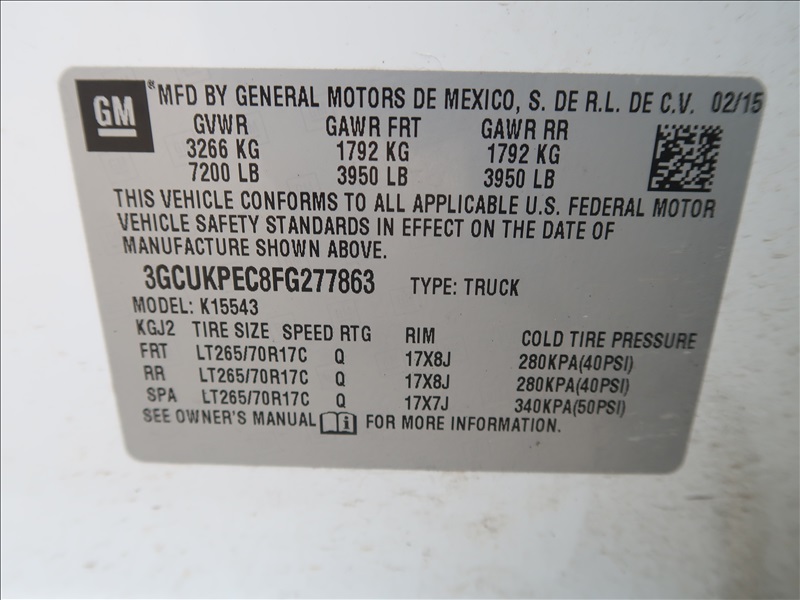 GM *MFD BY GENERAL MOTORS DE MEXICO, S. DE R.L. DE C.V. 02/15
GVWR GAWR FRT GAWR RR
3266 KG 1792 KG 1792 KG
7200 LB 3950 LB 3950 LB
THIS VEHICLE CONFORMS TO ALL APPLICABLE U.S. FEDERAL MOTOR
VEHICLE SAFETY STANDARDS IN EFFECT ON THE DATE OF
MANUFACTURE SHOWN ABOVE.
3GCUKPEC8FG277863 TYPE: TRUCK
MODEL: K15543
KGJ2 TIRE SIZE SPEED RTG RIM COLD TIRE PRESSURE
FRT LT265/70R17C Q 17X8J 280KPA(40PSI)
RR LT265/70R17C Q 17X8J 280KPA(40PSI)
SPA LT265/70R17C Q 17X7J 340KPA(50PSI)
SEE OWNER'S MANUAL i FOR MORE INFORMATION.